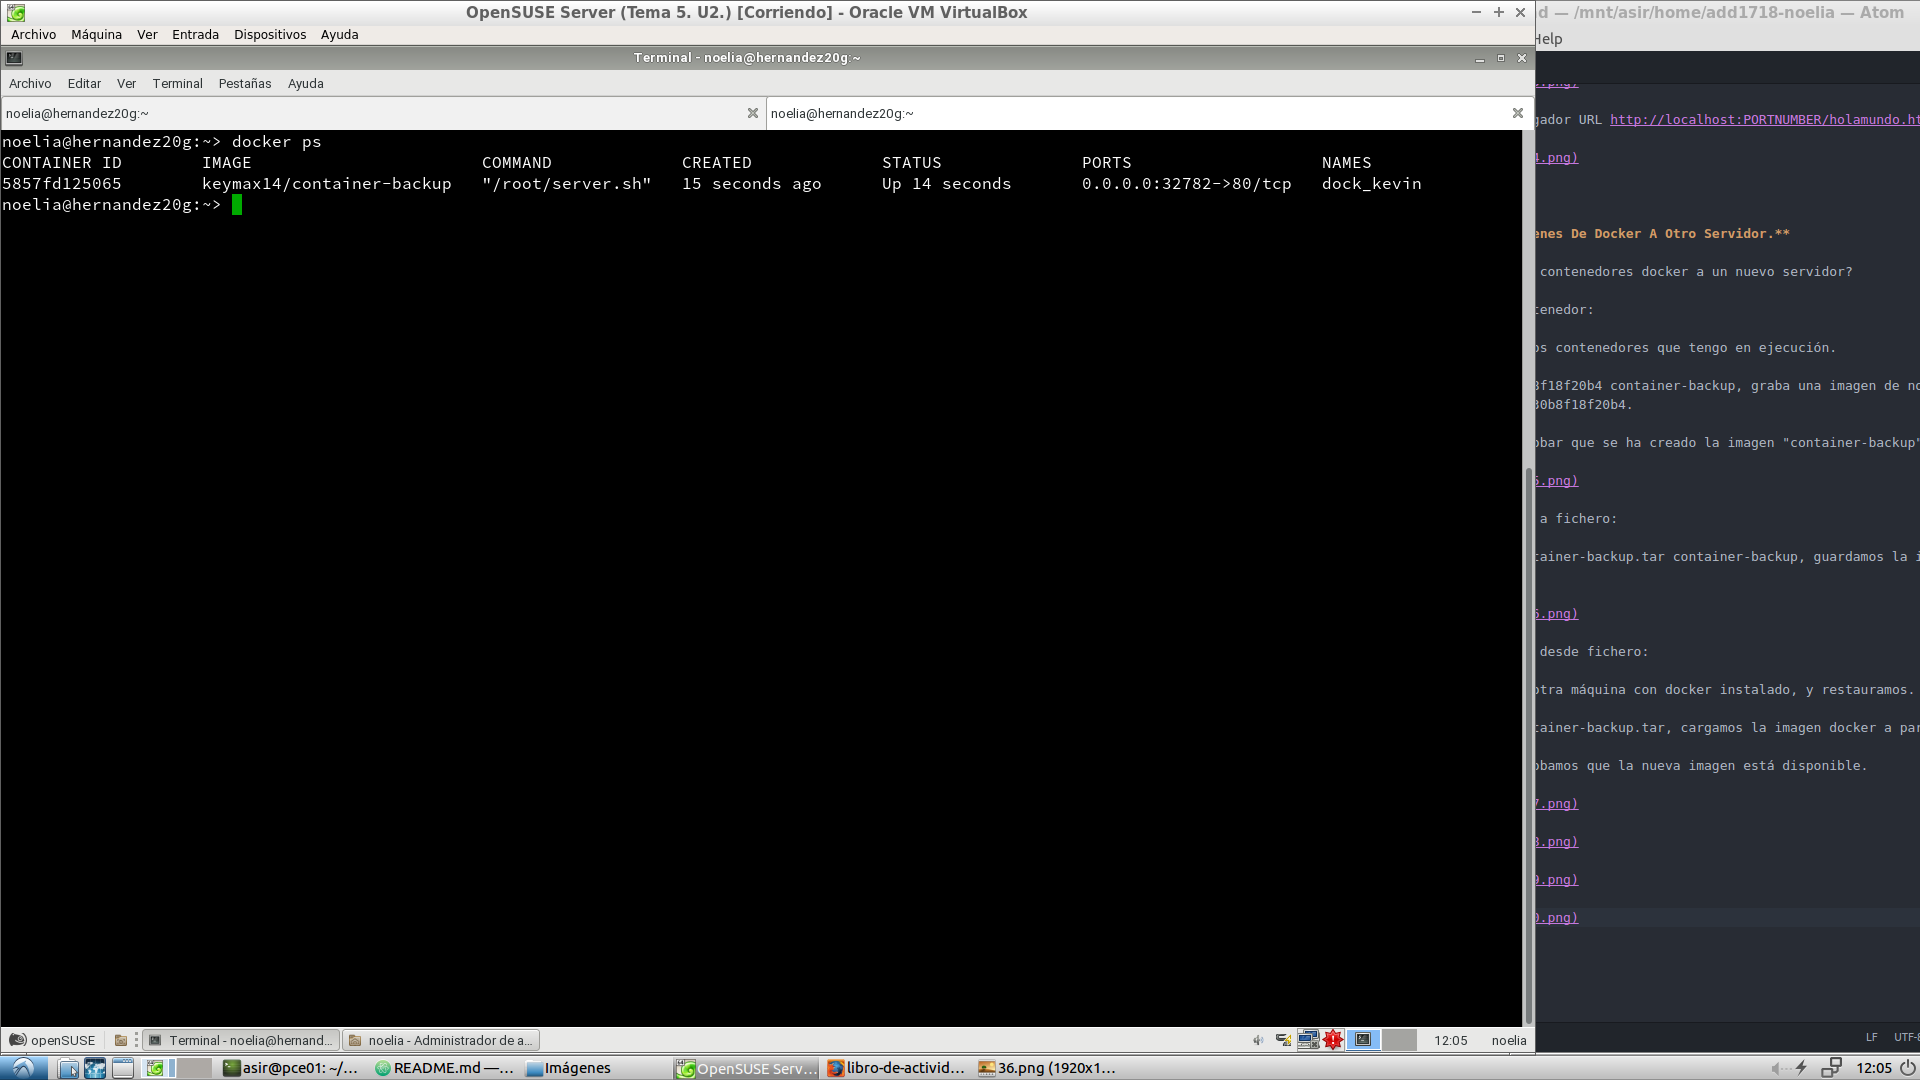 OpenSUSE Server (Tema 5. U2.) [Corriendo] - Oracle VM VirtualBox
Archivo Máquina Ver Entrada Dispositivos Ayuda
Terminal - noelia@hernandez20g:~
Archivo Editar Ver Terminal Pestañas Ayuda
noelia@hernandez20g:~ noelia@hernandez20g:~
noelia@hernandez20g:~> docker ps
CONTAINER ID IMAGE COMMAND CREATED STATUS PORTS NAMES
5857fd125065 keymax14/container-backup "/root/server.sh" 15 seconds ago Up 14 seconds 0.0.0.0:32782->80/tcp dock_kevin
noelia@hernandez20g:~>
d — /mnt/asir/home/add1718-noelia — Atom
Help
.png)
gador URL http://localhost:PORTNUMBER/holamundo.ht
4.png)
enes De Docker A Otro Servidor.**
contenedores docker a un nuevo servidor?
tenedor:
os contenedores que tengo en ejecución.
8f18f20b4 container-backup, graba una imagen de no
30b8f18f20b4.
obar que se ha creado la imagen "container-backup"
5.png)
a fichero:
tainer-backup.tar container-backup, guardamos la i
6.png)
desde fichero:
otra máquina con docker instalado, y restauramos.
tainer-backup.tar, cargamos la imagen docker a par
obamos que la nueva imagen está disponible.
7.png)
8.png)
9.png)
0.png)
LF UTF-8
openSUSE Terminal - noelia@hernand... noelia - Administrador de a... 12:05 noelia
asir@pce01: ~/... README.md —... Imágenes OpenSUSE Serv... libro-de-activid... 36.png (1920x1... 12:05